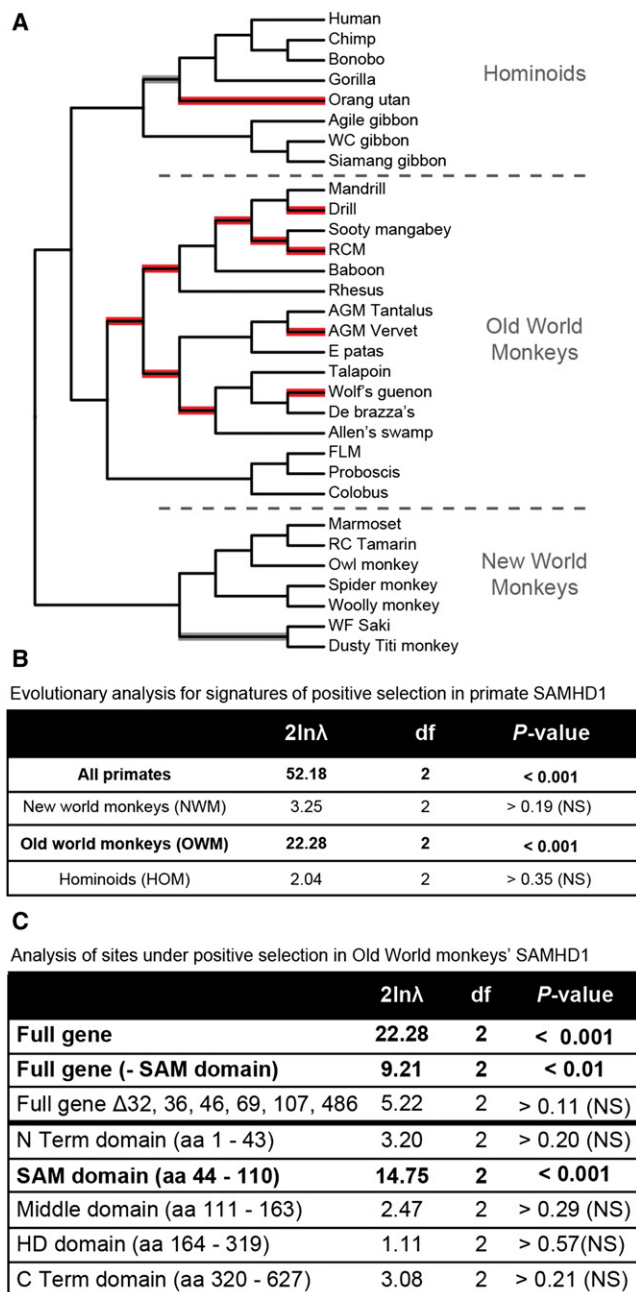 A
Human
Chimp
Bonobo
Gorilla
Hominoids
Orang utan
Agile gibbon
WC gibbon
Siamang gibbon
Mandrill
Drill
Sooty mangabey
RCM
Baboon
Rhesus
AGM Tantalus
AGM Vervet
E patas
Old World
Monkeys
Talapoin
Wolf's guenon
De brazza's
Allen's swamp
FLM
Proboscis
Colobus
Marmoset
RC Tamarin
Owl monkey
New World
Monkeys
Spider monkey
Woolly monkey
WF Saki
Dusty Titi monkey
B
Evolutionary analysis for signatures of positive selection in primate SAMHD1
2lnλ df P-value
All primates 52.18 2 < 0.001
New world monkeys (NWM) 3.25 2 > 0.19 (NS)
Old world monkeys (OWM) 22.28 2 < 0.001
Hominoids (HOM) 2.04 2 > 0.35 (NS)
C
Analysis of sites under positive selection in Old World monkeys' SAMHD1
2lnλ df P-value
Full gene 22.28 2 < 0.001
Full gene (- SAM domain) 9.21 2 < 0.01
Full gene Δ32, 36, 46, 69, 107, 486 5.22 2 > 0.11 (NS)
N Term domain (aa 1 - 43) 3.20 2 > 0.20 (NS)
SAM domain (aa 44 - 110) 14.75 2 < 0.001
Middle domain (aa 111 - 163) 2.47 2 > 0.29 (NS)
HD domain (aa 164 - 319) 1.11 2 > 0.57(NS)
C Term domain (aa 320 - 627) 3.08 2 > 0.21 (NS)